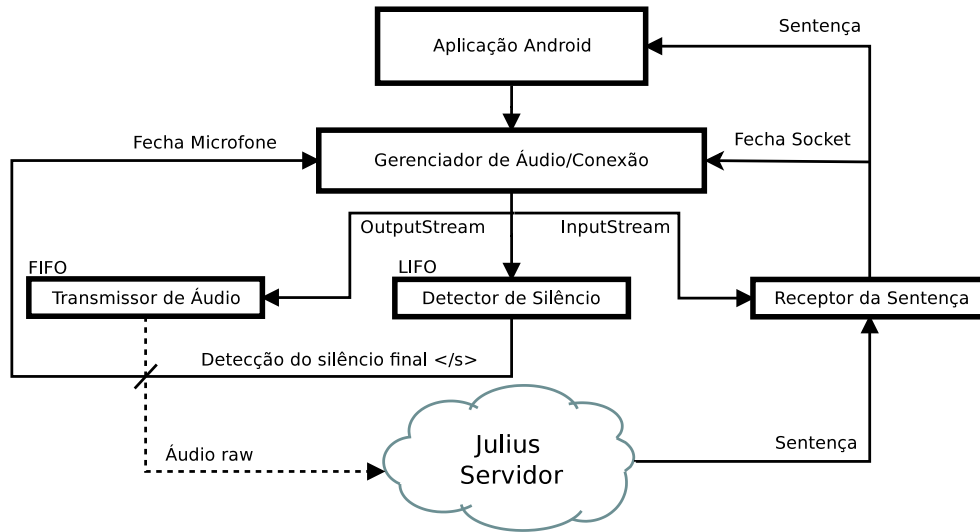 Aplicação Android
Sentença
Fecha Microfone
Gerenciador de Áudio/Conexão
Fecha Socket
OutputStream
InputStream
FIFO
LIFO
Transmissor de Áudio
Detector de Silêncio
Receptor da Sentença
Detecção do silêncio final </s>
Áudio raw
Julius
Servidor
Sentença